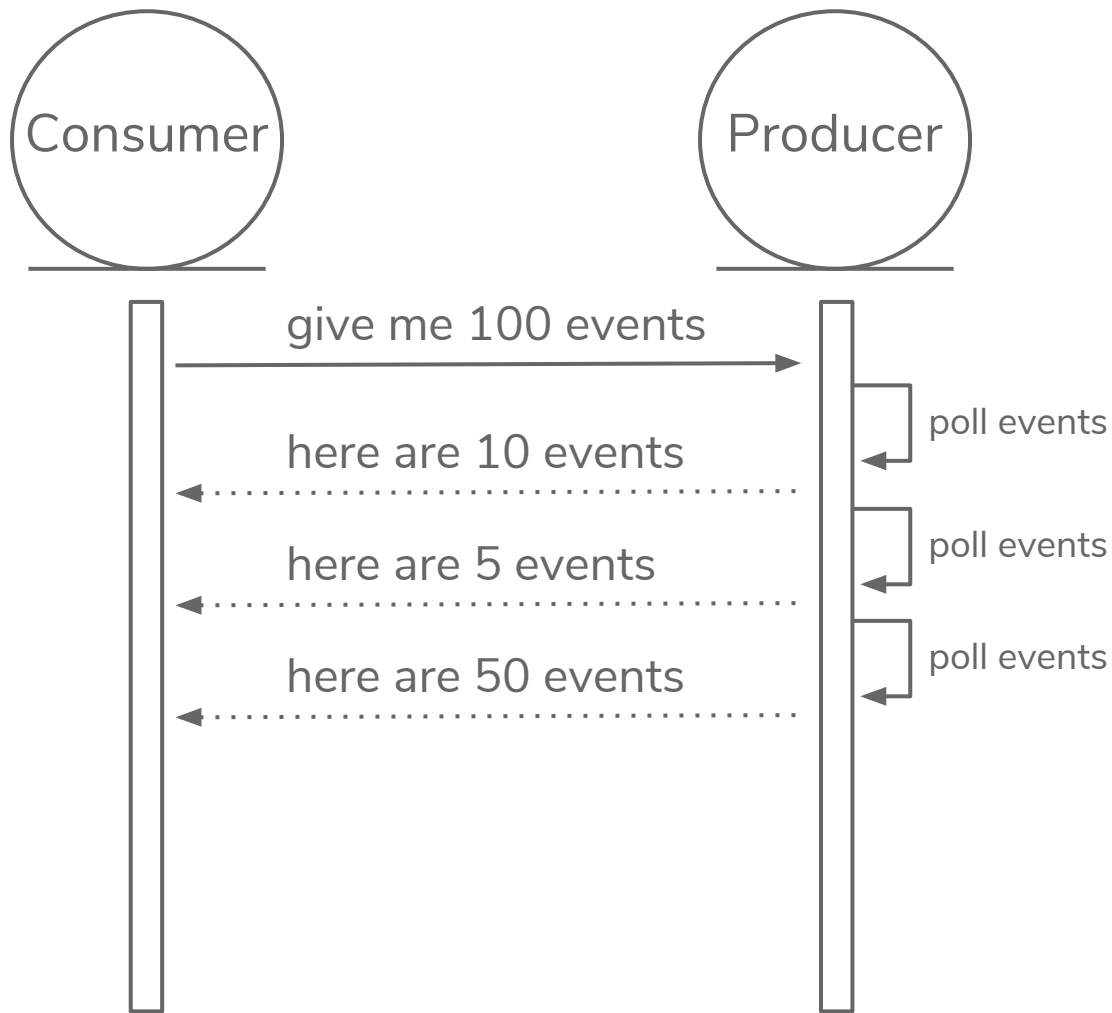 Consumer
Producer
give me 100 events
poll events
here are 10 events
poll events
here are 5 events
poll events
here are 50 events